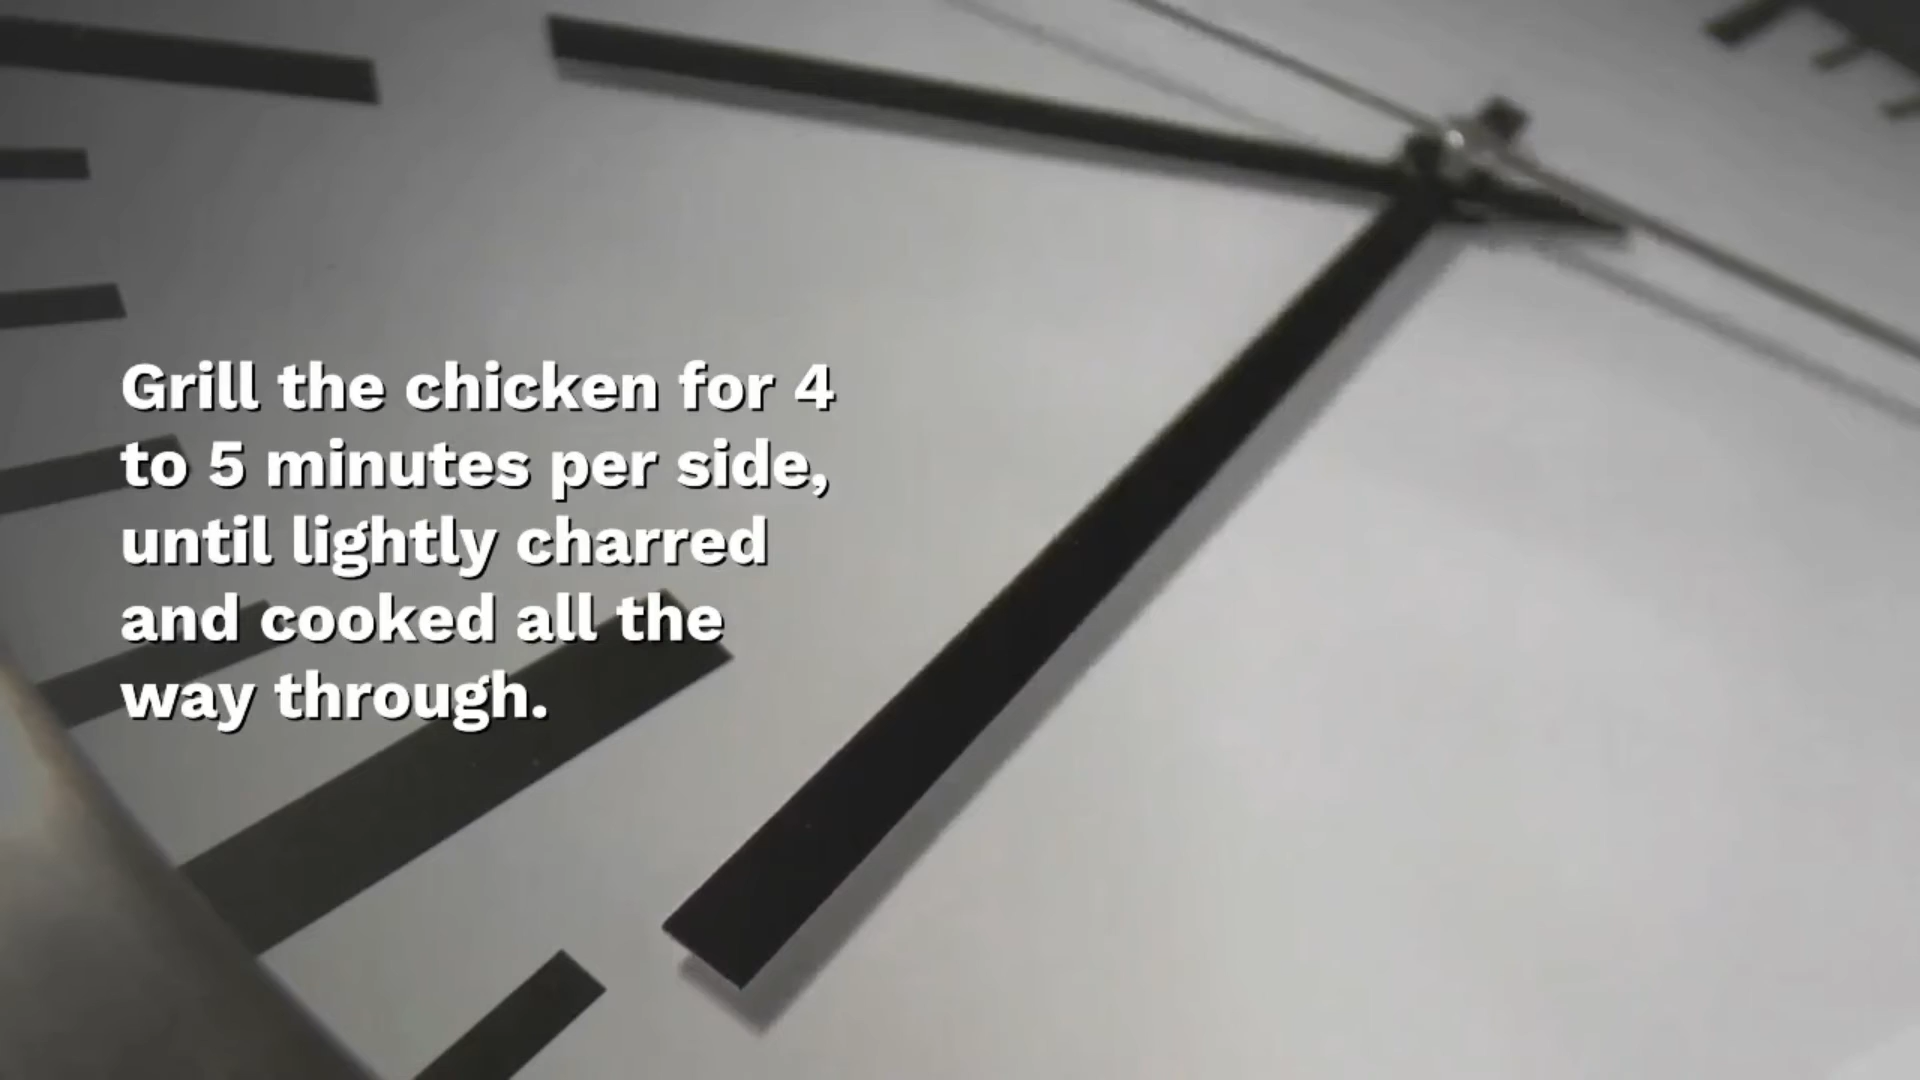 Grill the chicken for 4
to 5 minutes per side,
until lightly charred
and cooked all the
way through.